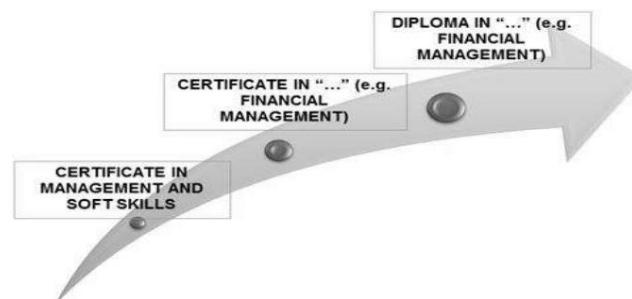 DIPLOMA IN “...” (e.g.
FINANCIAL
MANAGEMENT)
CERTIFICATE IN “...” (e.g.
FINANCIAL
MANAGEMENT)
CERTIFICATE IN
MANAGEMENT AND
SOFT SKILLS